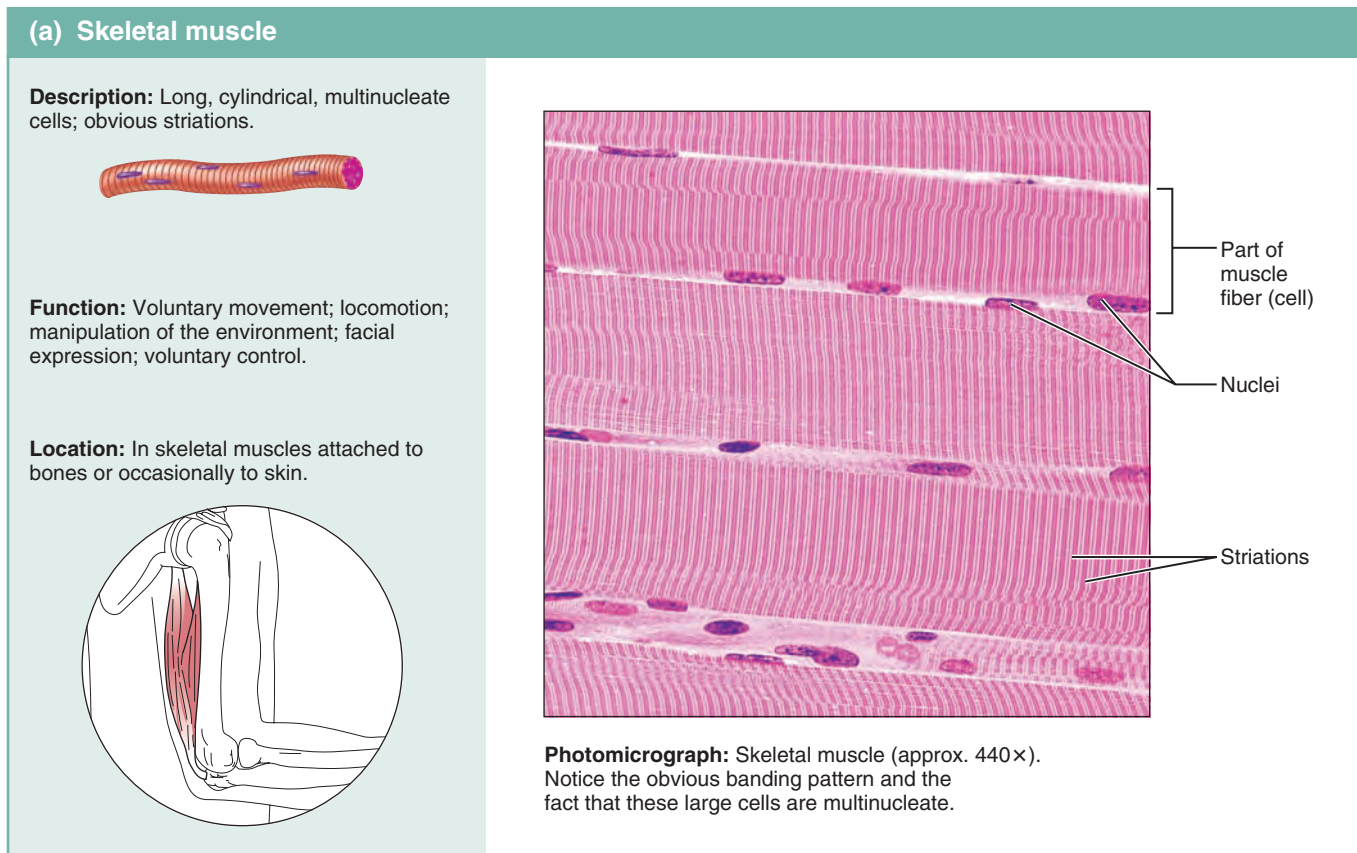 (a) Skeletal muscle
Description: Long, cylindrical, multinucleate
cells; obvious striations.
Function: Voluntary movement; locomotion;
manipulation of the environment; facial
expression; voluntary control.
Location: In skeletal muscles attached to
bones or occasionally to skin.
Part of
muscle
fiber (cell)
Nuclei
Striations
Photomicrograph: Skeletal muscle (approx. 440×).
Notice the obvious banding pattern and the
fact that these large cells are multinucleate.